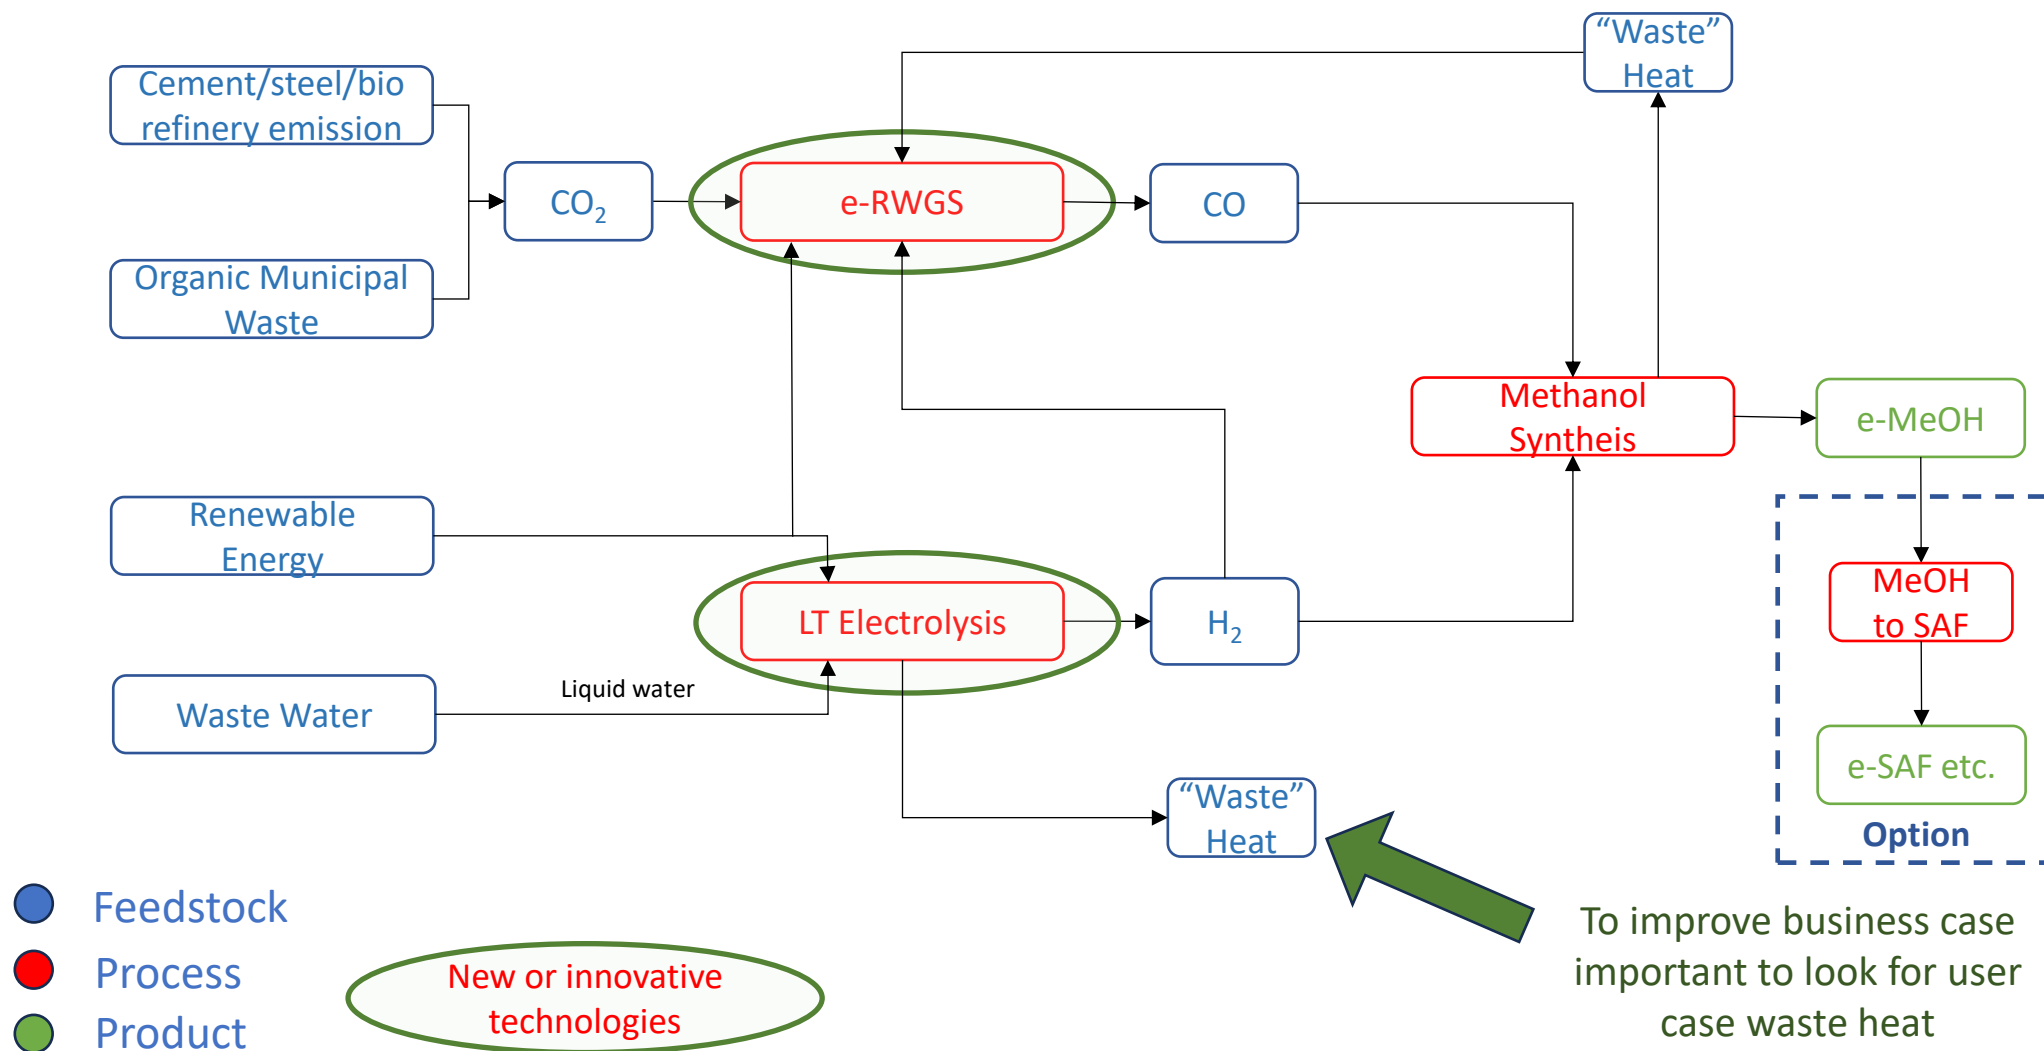 “Waste”
Heat
Cement/steel/bio
refinery emission
CO₂
e-RWGS
CO
Organic Municipal
Waste
Methanol
Syntheis
e-MeOH
Renewable
Energy
LT Electrolysis
H₂
MeOH
to SAF
Waste Water
Liquid water
e-SAF etc.
“Waste”
Heat
Option
Feedstock
Process
Product
New or innovative
technologies
To improve business case
important to look for user
case waste heat